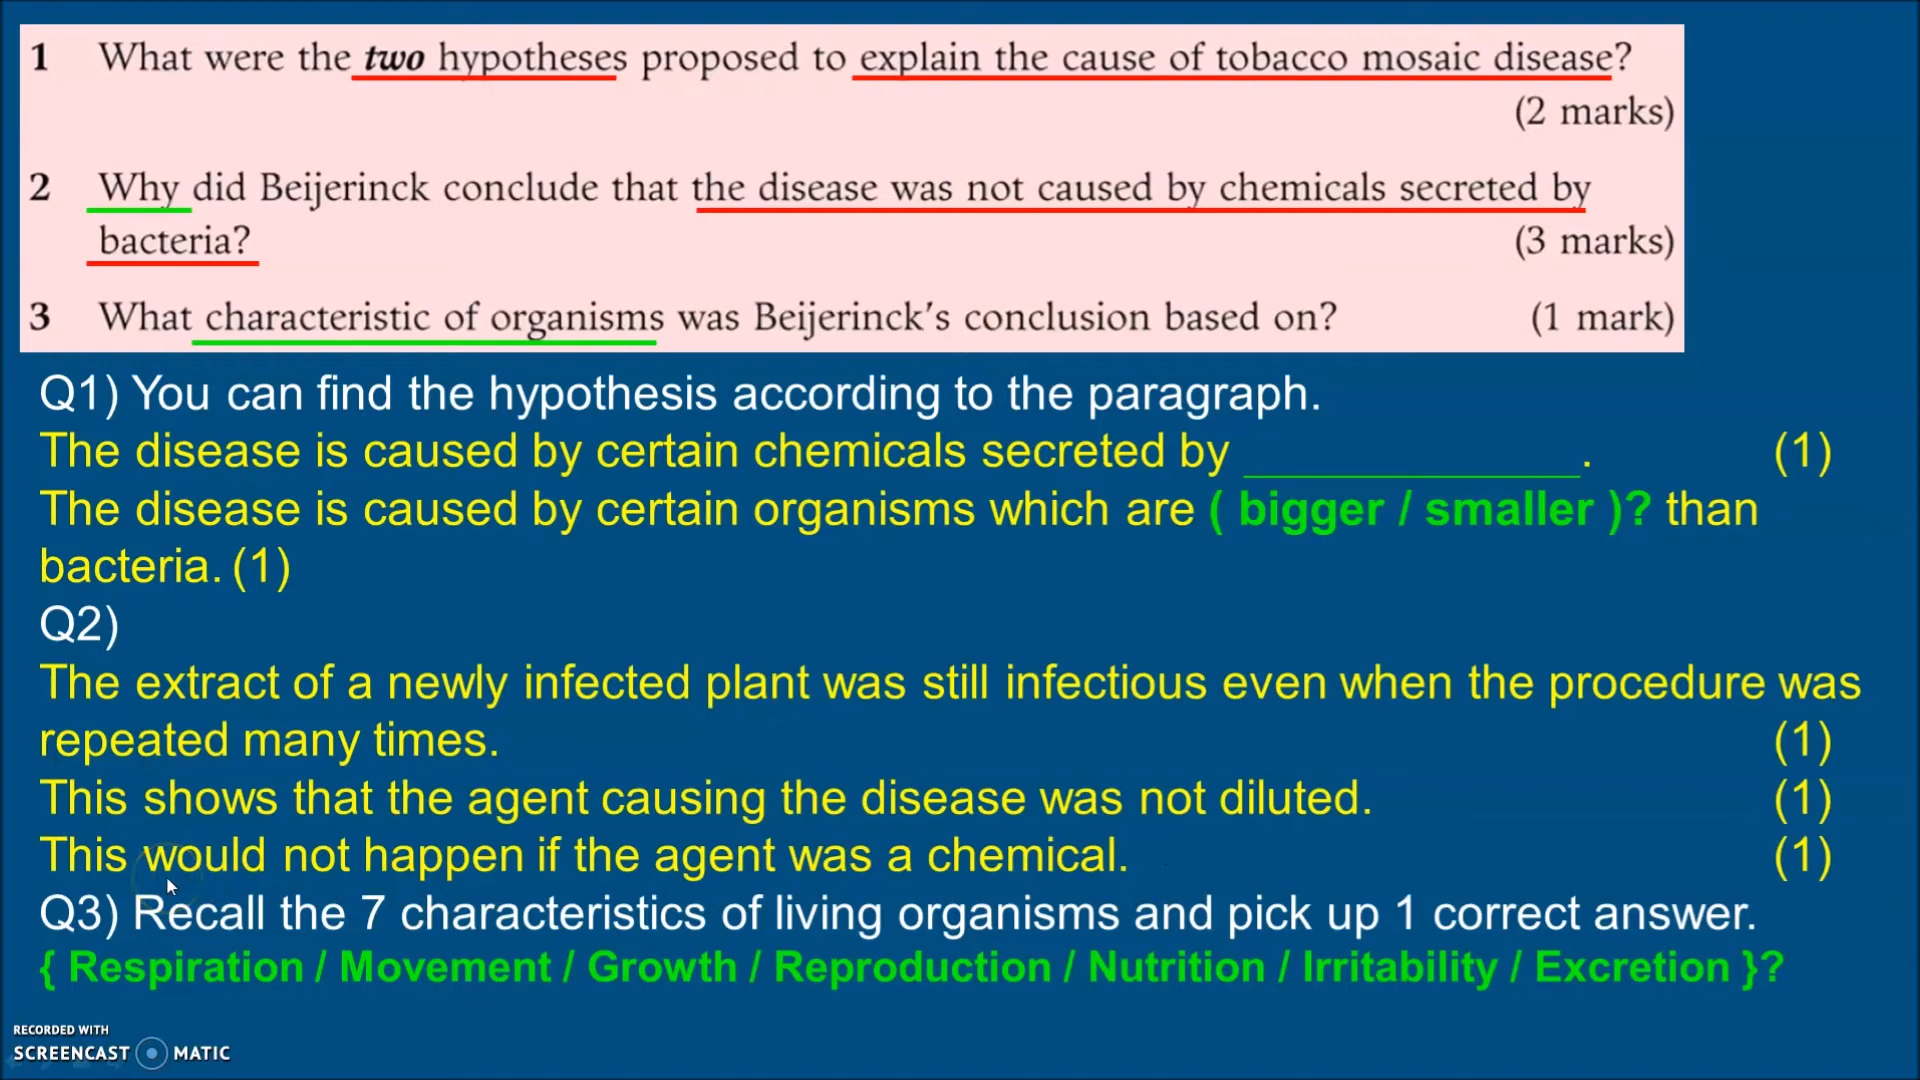 1 What were the two hypotheses proposed to explain the cause of tobacco mosaic disease?
(2 marks)
2 Why did Beijerinck conclude that the disease was not caused by chemicals secreted by
bacteria? (3 marks)
3 What characteristic of organisms was Beijerinck's conclusion based on? (1 mark)
Q1) You can find the hypothesis according to the paragraph.
The disease is caused by certain chemicals secreted by ______________. (1)
The disease is caused by certain organisms which are ( bigger / smaller )? than
bacteria. (1)
Q2)
The extract of a newly infected plant was still infectious even when the procedure was
repeated many times. (1)
This shows that the agent causing the disease was not diluted. (1)
This would not happen if the agent was a chemical. (1)
Q3) Recall the 7 characteristics of living organisms and pick up 1 correct answer.
{ Respiration / Movement / Growth / Reproduction / Nutrition / Irritability / Excretion }?
RECORDED WITH
SCREENCAST MATIC